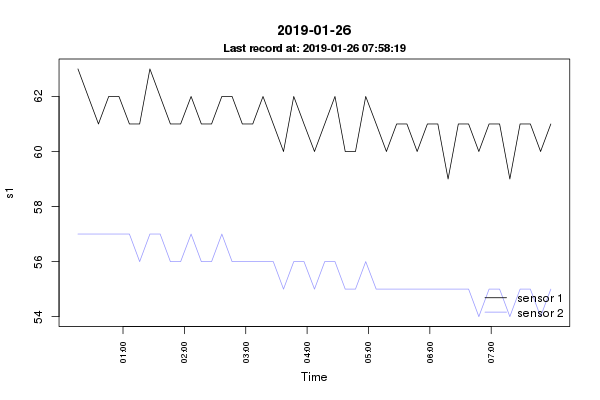 2019-01-26
Last record at: 2019-01-26 07:58:19
62
60
58
56
54
s1
sensor 1
sensor 2
01:00 02:00 03:00 04:00 05:00 06:00 07:00
Time